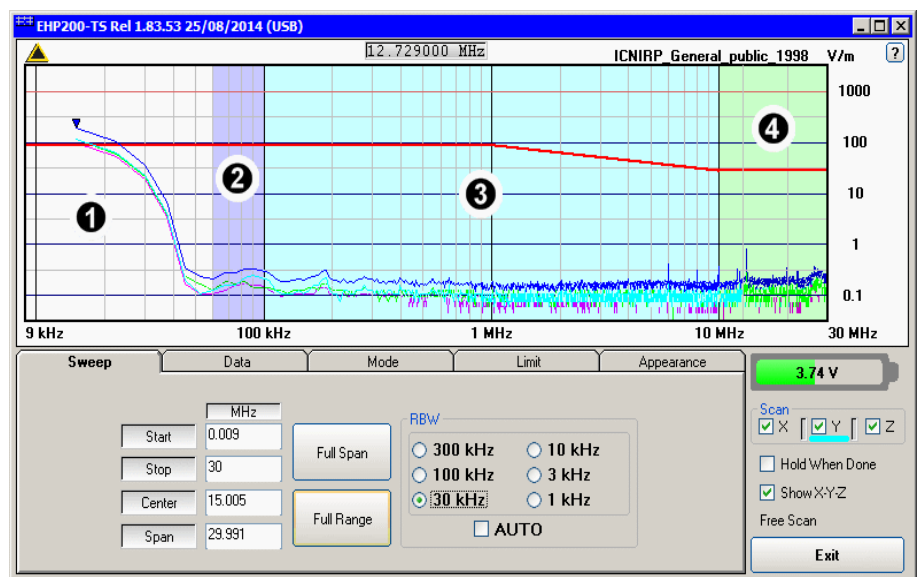 EHP200-TS Rel 1.83.53 25/08/2014 (USB)
12.729000 MHz
ICNIRP_General_public_1998 V/m ?
1000
100
10
1
0.1
1
2
3
4
9 kHz 100 kHz 1 MHz 10 MHz 30 MHz
Sweep Data Mode Limit Appearance
MHz
Start 0.009
Stop 30
Center 15.005
Span 29.991
Full Span
Full Range
RBW
300 kHz 10 kHz
100 kHz 3 kHz
30 kHz 1 kHz
AUTO
3.74 V
Scan
X Y Z
Hold When Done
Show X-Y-Z
Free Scan
Exit